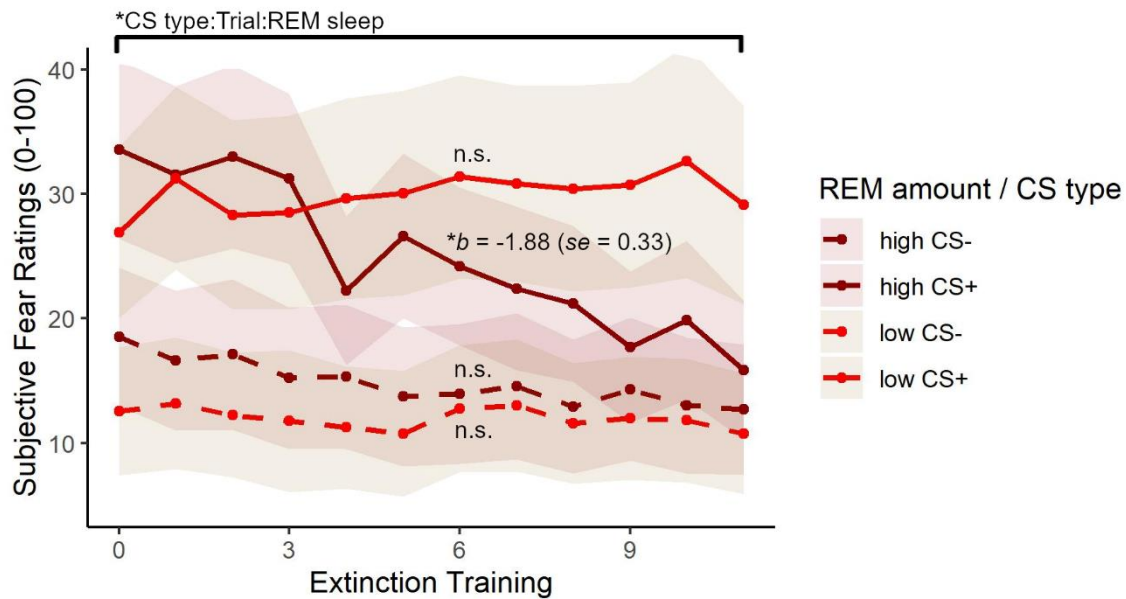 *CS type:Trial:REM sleep
Subjective Fear Ratings (0-100)
40
30
20
10
n.s.
*b = -1.88 (se = 0.33)
n.s.
n.s.
0
3
6
9
Extinction Training
REM amount / CS type
high CS-
high CS+
low CS-
low CS+